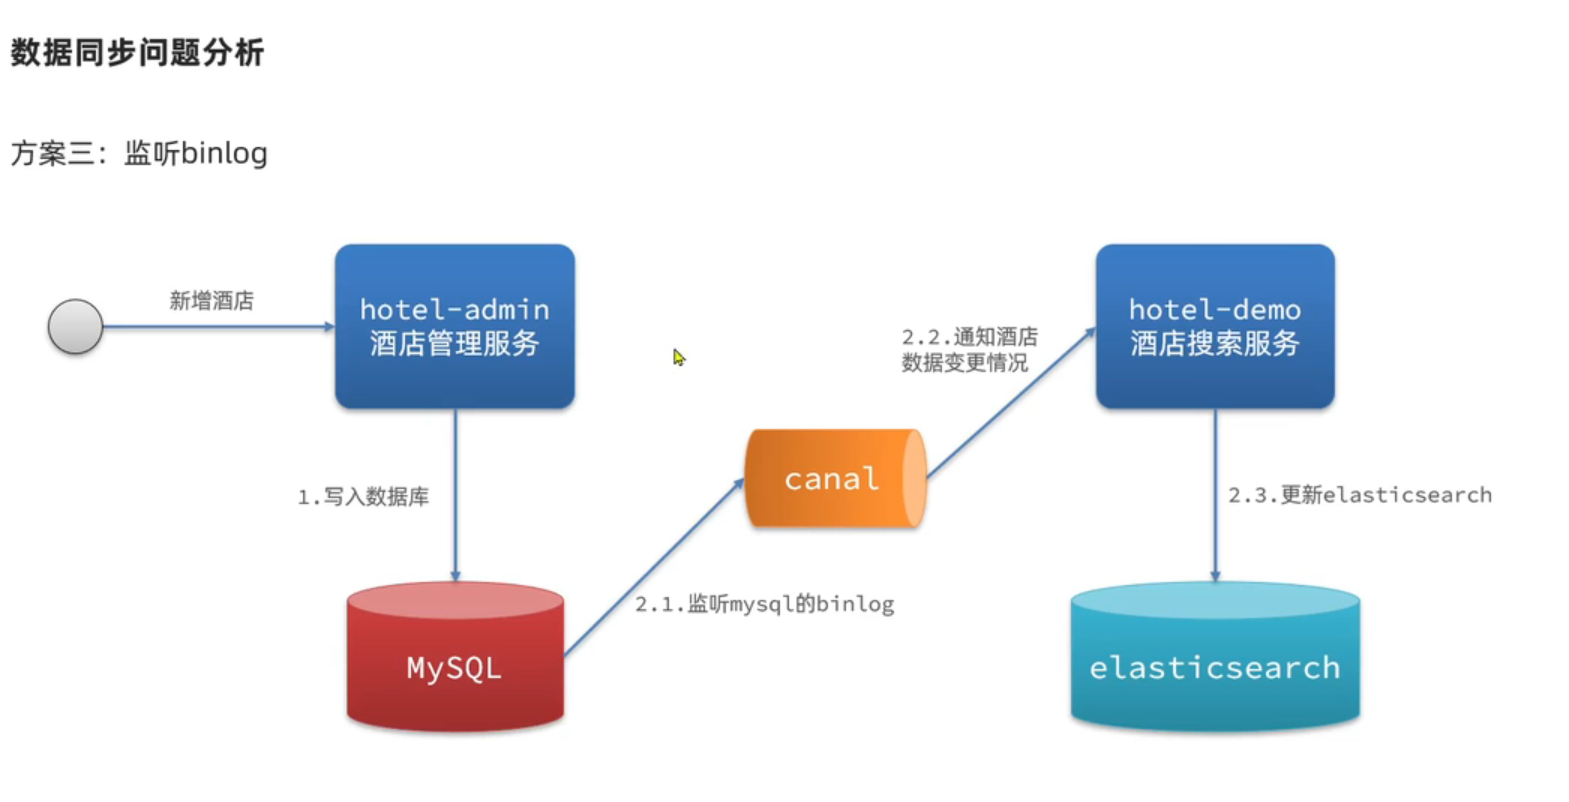 数据同步问题分析
方案三：监听binlog
新增酒店
hotel-admin
酒店管理服务
hotel-demo
酒店搜索服务
2.2.通知酒店
数据变更情况
canal
1.写入数据库
2.3.更新elasticsearch
2.1.监听mysql的binlog
MySQL
elasticsearch